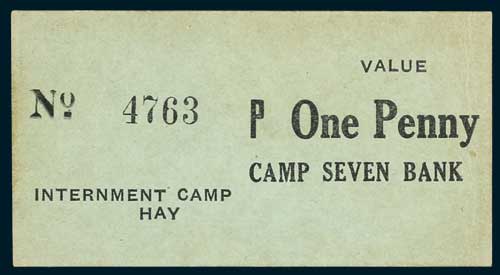 VALUE
Nº 4763
P One Penny
CAMP SEVEN BANK
INTERNMENT CAMP
HAY